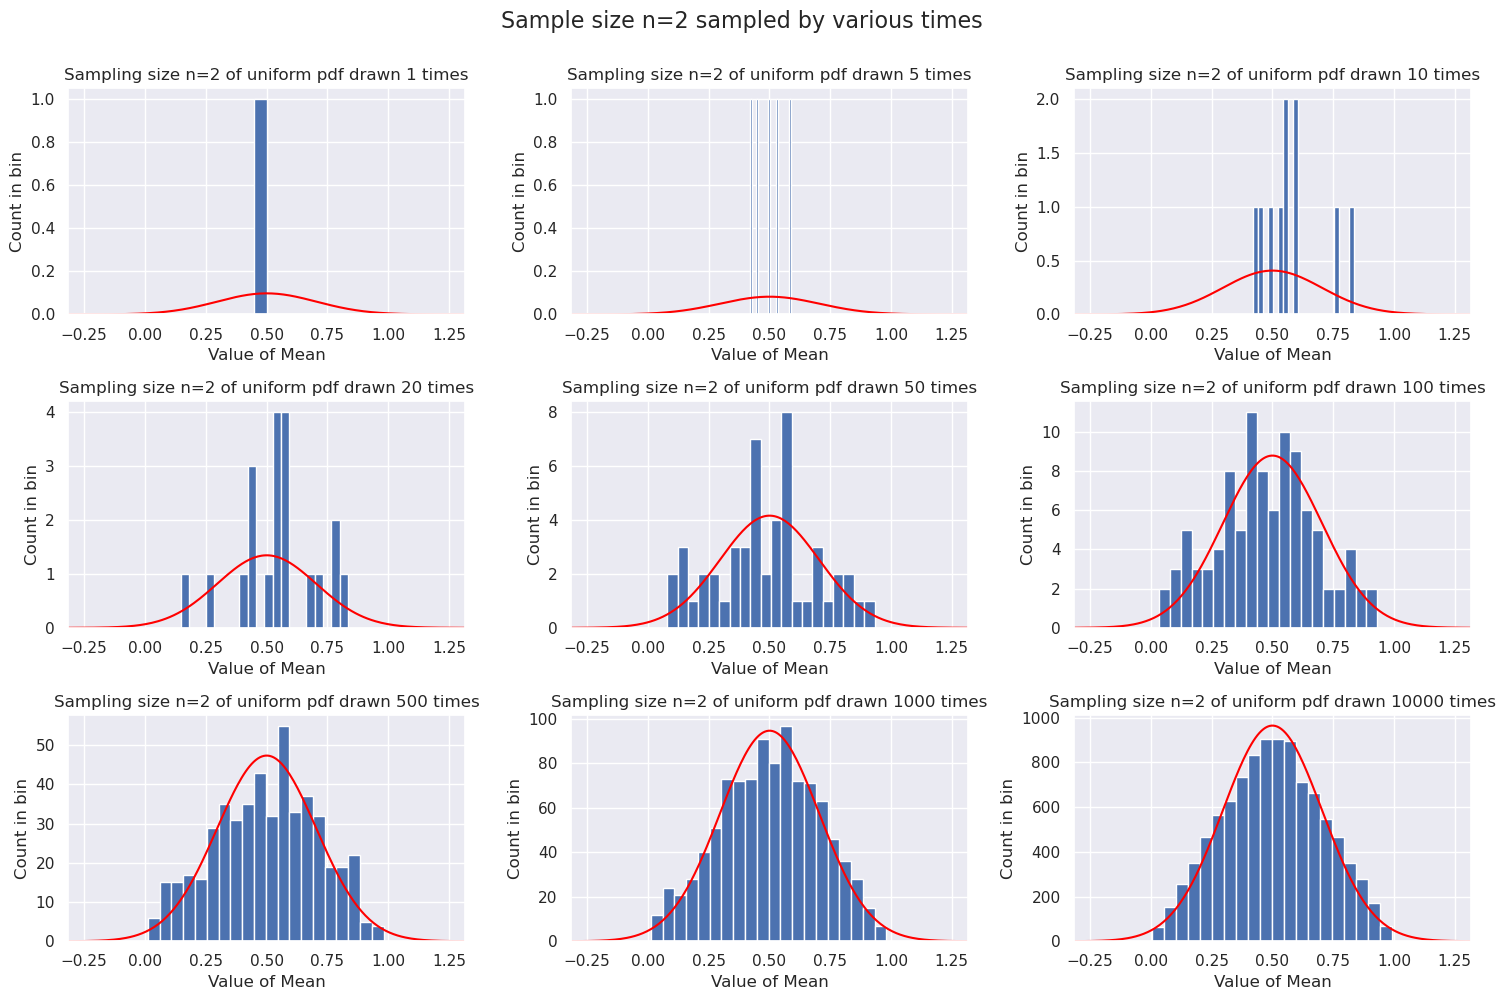 Sample size n=2 sampled by various times
Sampling size n=2 of uniform pdf drawn 1 times
Count in bin
1.0
0.8
0.6
0.4
0.2
0.0
−0.25 0.00 0.25 0.50 0.75 1.00 1.25
Value of Mean
Sampling size n=2 of uniform pdf drawn 5 times
Count in bin
1.0
0.8
0.6
0.4
0.2
0.0
−0.25 0.00 0.25 0.50 0.75 1.00 1.25
Value of Mean
Sampling size n=2 of uniform pdf drawn 10 times
Count in bin
2.0
1.5
1.0
0.5
0.0
−0.25 0.00 0.25 0.50 0.75 1.00 1.25
Value of Mean
Sampling size n=2 of uniform pdf drawn 20 times
Count in bin
4
3
2
1
0
−0.25 0.00 0.25 0.50 0.75 1.00 1.25
Value of Mean
Sampling size n=2 of uniform pdf drawn 50 times
Count in bin
8
6
4
2
0
−0.25 0.00 0.25 0.50 0.75 1.00 1.25
Value of Mean
Sampling size n=2 of uniform pdf drawn 100 times
Count in bin
10
8
6
4
2
0
−0.25 0.00 0.25 0.50 0.75 1.00 1.25
Value of Mean
Sampling size n=2 of uniform pdf drawn 500 times
Count in bin
50
40
30
20
10
0
−0.25 0.00 0.25 0.50 0.75 1.00 1.25
Value of Mean
Sampling size n=2 of uniform pdf drawn 1000 times
Count in bin
100
80
60
40
20
0
−0.25 0.00 0.25 0.50 0.75 1.00 1.25
Value of Mean
Sampling size n=2 of uniform pdf drawn 10000 times
Count in bin
1000
800
600
400
200
0
−0.25 0.00 0.25 0.50 0.75 1.00 1.25
Value of Mean